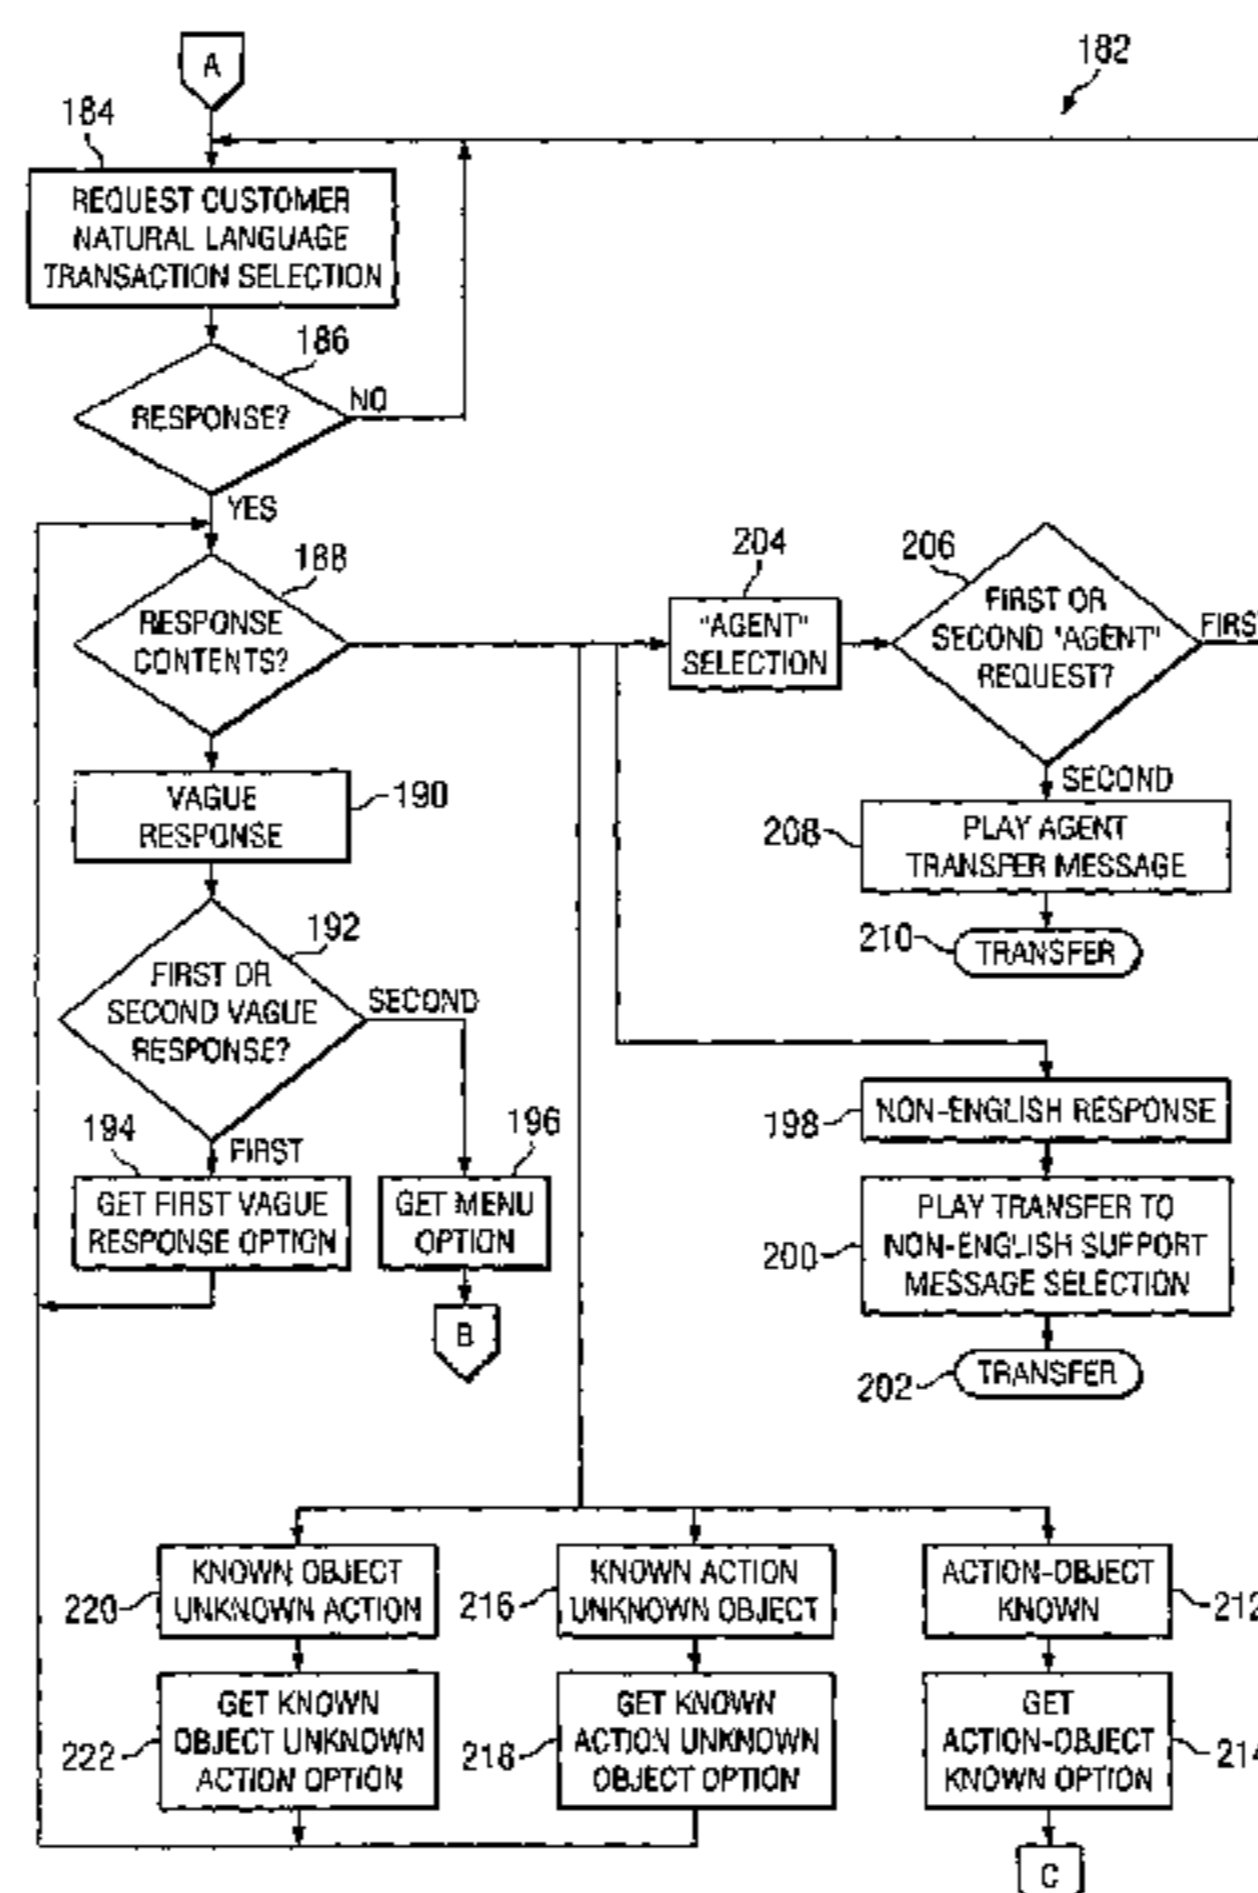 A
182
184
REQUEST CUSTOMER
NATURAL LANGUAGE
TRANSACTION SELECTION
186
RESPONSE?
NO
YES
188
RESPONSE
CONTENTS?
204
"AGENT"
SELECTION
206
FIRST OR
SECOND "AGENT"
REQUEST?
FIRST
SECOND
VAGUE
RESPONSE
190
208
PLAY AGENT
TRANSFER MESSAGE
210
TRANSFER
192
FIRST OR
SECOND VAGUE
RESPONSE?
SECOND
FIRST
194
GET FIRST VAGUE
RESPONSE OPTION
196
GET MENU
OPTION
B
198
NON-ENGLISH RESPONSE
200
PLAY TRANSFER TO
NON-ENGLISH SUPPORT
MESSAGE SELECTION
202
TRANSFER
220
KNOWN OBJECT
UNKNOWN ACTION
216
KNOWN ACTION
UNKNOWN OBJECT
ACTION-OBJECT
KNOWN
212
222
GET KNOWN
OBJECT UNKNOWN
ACTION OPTION
218
GET KNOWN
ACTION UNKNOWN
OBJECT OPTION
GET
ACTION-OBJECT
KNOWN OPTION
214
C